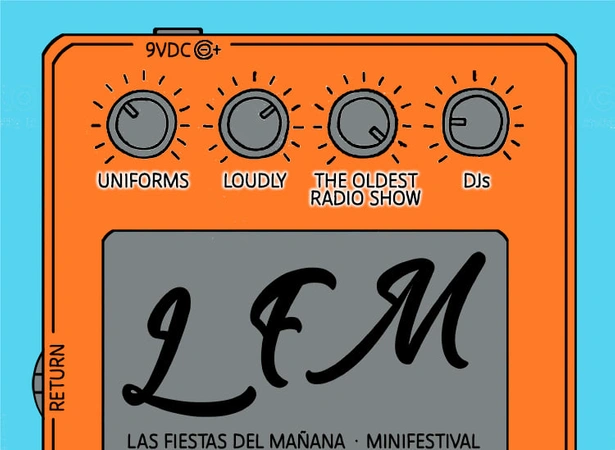 9VDC
UNIFORMS
LOUDLY
THE OLDEST
RADIO SHOW
DJs
LFM
RETURN
LAS FIESTAS DEL MAÑANA · MINIFESTIVAL